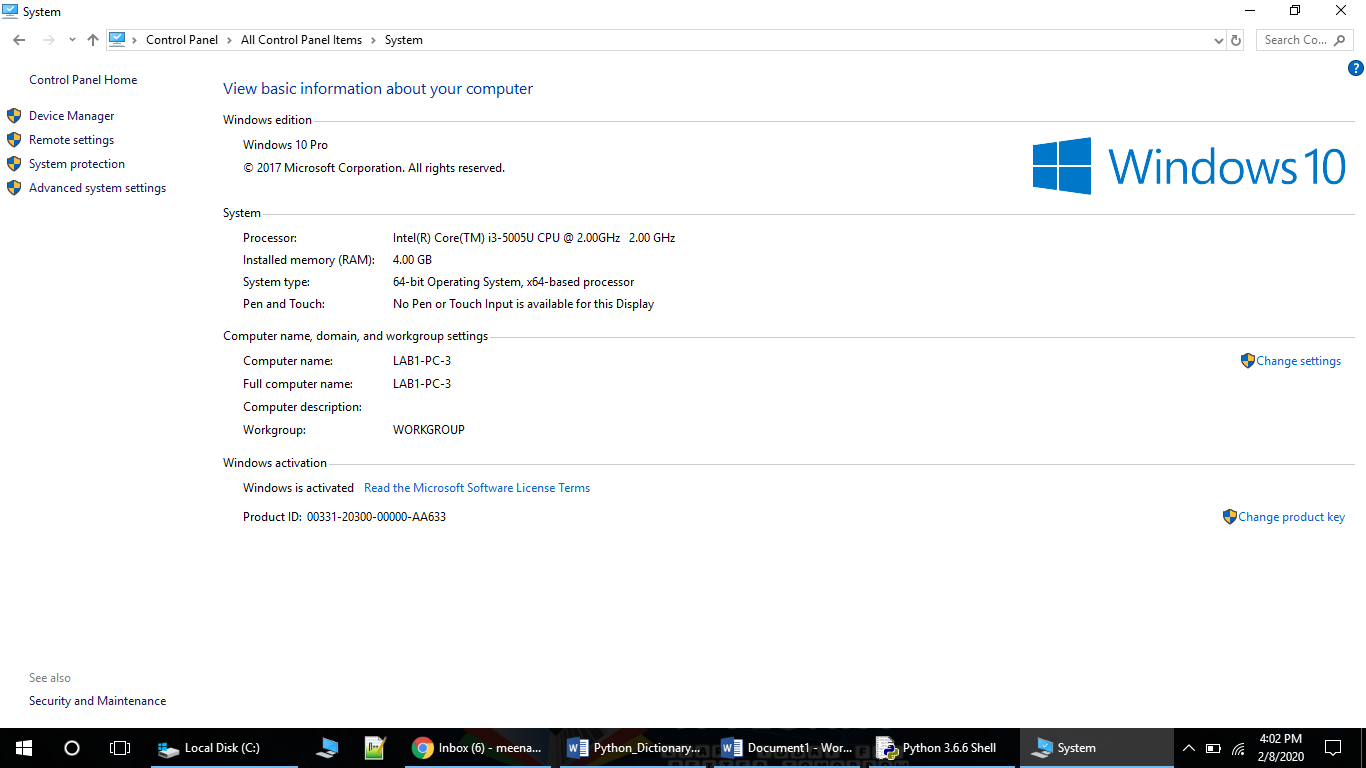 System
Control Panel > All Control Panel Items > System
Search Co...
Control Panel Home
Device Manager
Remote settings
System protection
Advanced system settings
View basic information about your computer
Windows edition
Windows 10 Pro
© 2017 Microsoft Corporation. All rights reserved.
Windows 10
System
Processor: Intel(R) Core(TM) i3-5005U CPU @ 2.00GHz 2.00 GHz
Installed memory (RAM): 4.00 GB
System type: 64-bit Operating System, x64-based processor
Pen and Touch: No Pen or Touch Input is available for this Display
Computer name, domain, and workgroup settings
Computer name: LAB1-PC-3
Change settings
Full computer name: LAB1-PC-3
Computer description:
Workgroup: WORKGROUP
Windows activation
Windows is activated Read the Microsoft Software License Terms
Product ID: 00331-20300-00000-AA633
Change product key
See also
Security and Maintenance
Local Disk (C:)
Inbox (6) - meena...
Python_Dictionary...
Document1 - Wor...
Python 3.6.6 Shell
System
4:02 PM
2/8/2020